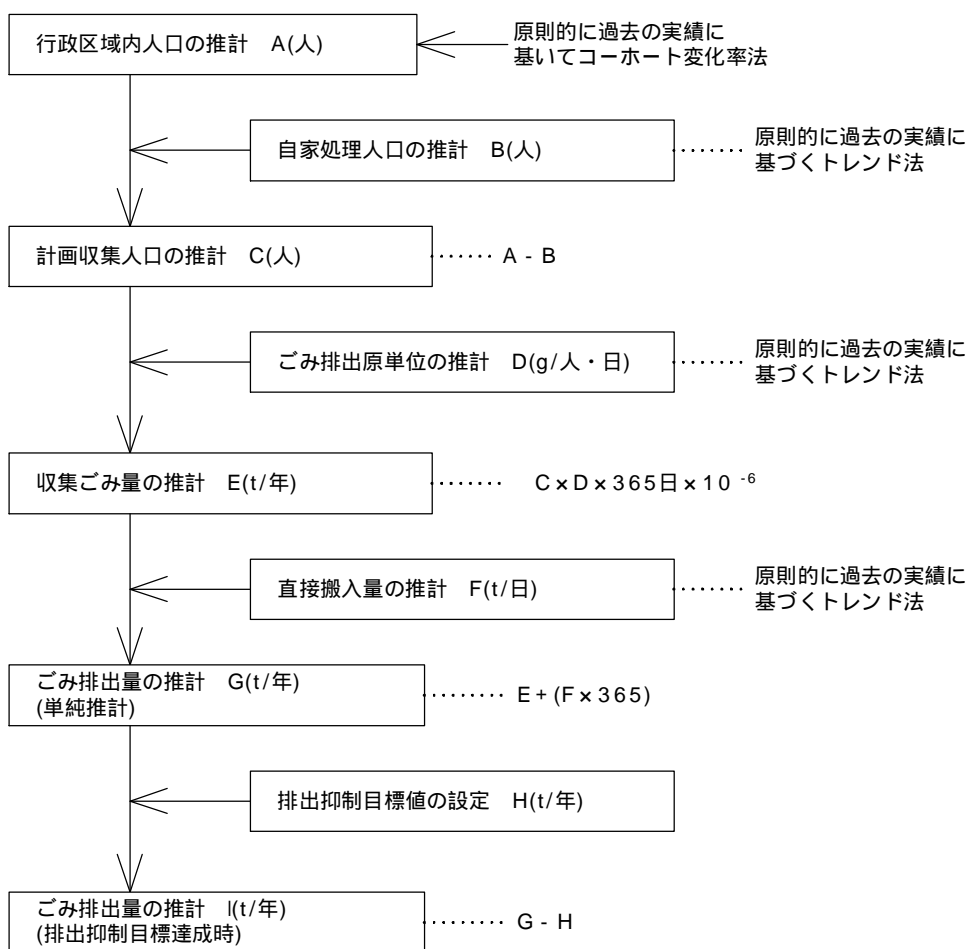 行政区域内人口の推計　A(人)
原則的に過去の実績に
基いてコーホート変化率法
自家処理人口の推計　B(人)
原則的に過去の実績に
基づくトレンド法
計画収集人口の推計　C(人)
A - B
ごみ排出原単位の推計　D(g/人・日)
原則的に過去の実績に
基づくトレンド法
収集ごみ量の推計　E(t/年)
C×D×365日×10⁻⁶
直接搬入量の推計　F(t/日)
原則的に過去の実績に
基づくトレンド法
ごみ排出量の推計　G(t/年)
(単純推計)
E+(F×365)
排出抑制目標値の設定　H(t/年)
ごみ排出量の推計　I(t/年)
(排出抑制目標達成時)
G - H